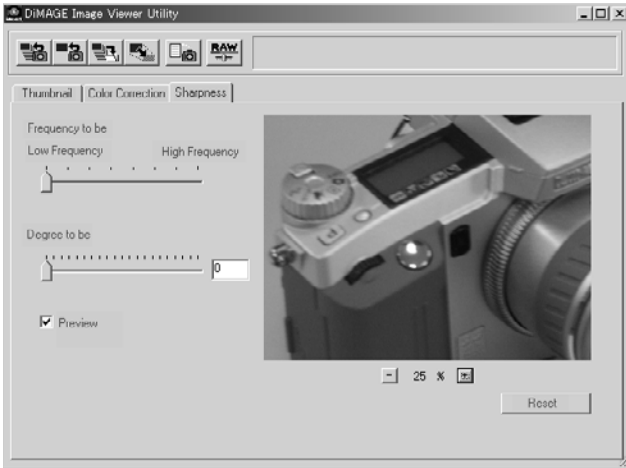 DiMAGE Image Viewer Utility
RAW
Thumbnail Color Correction Sharpness
Frequency to be
Low Frequency High Frequency
Degree to be
0
Preview
25 %
Reset